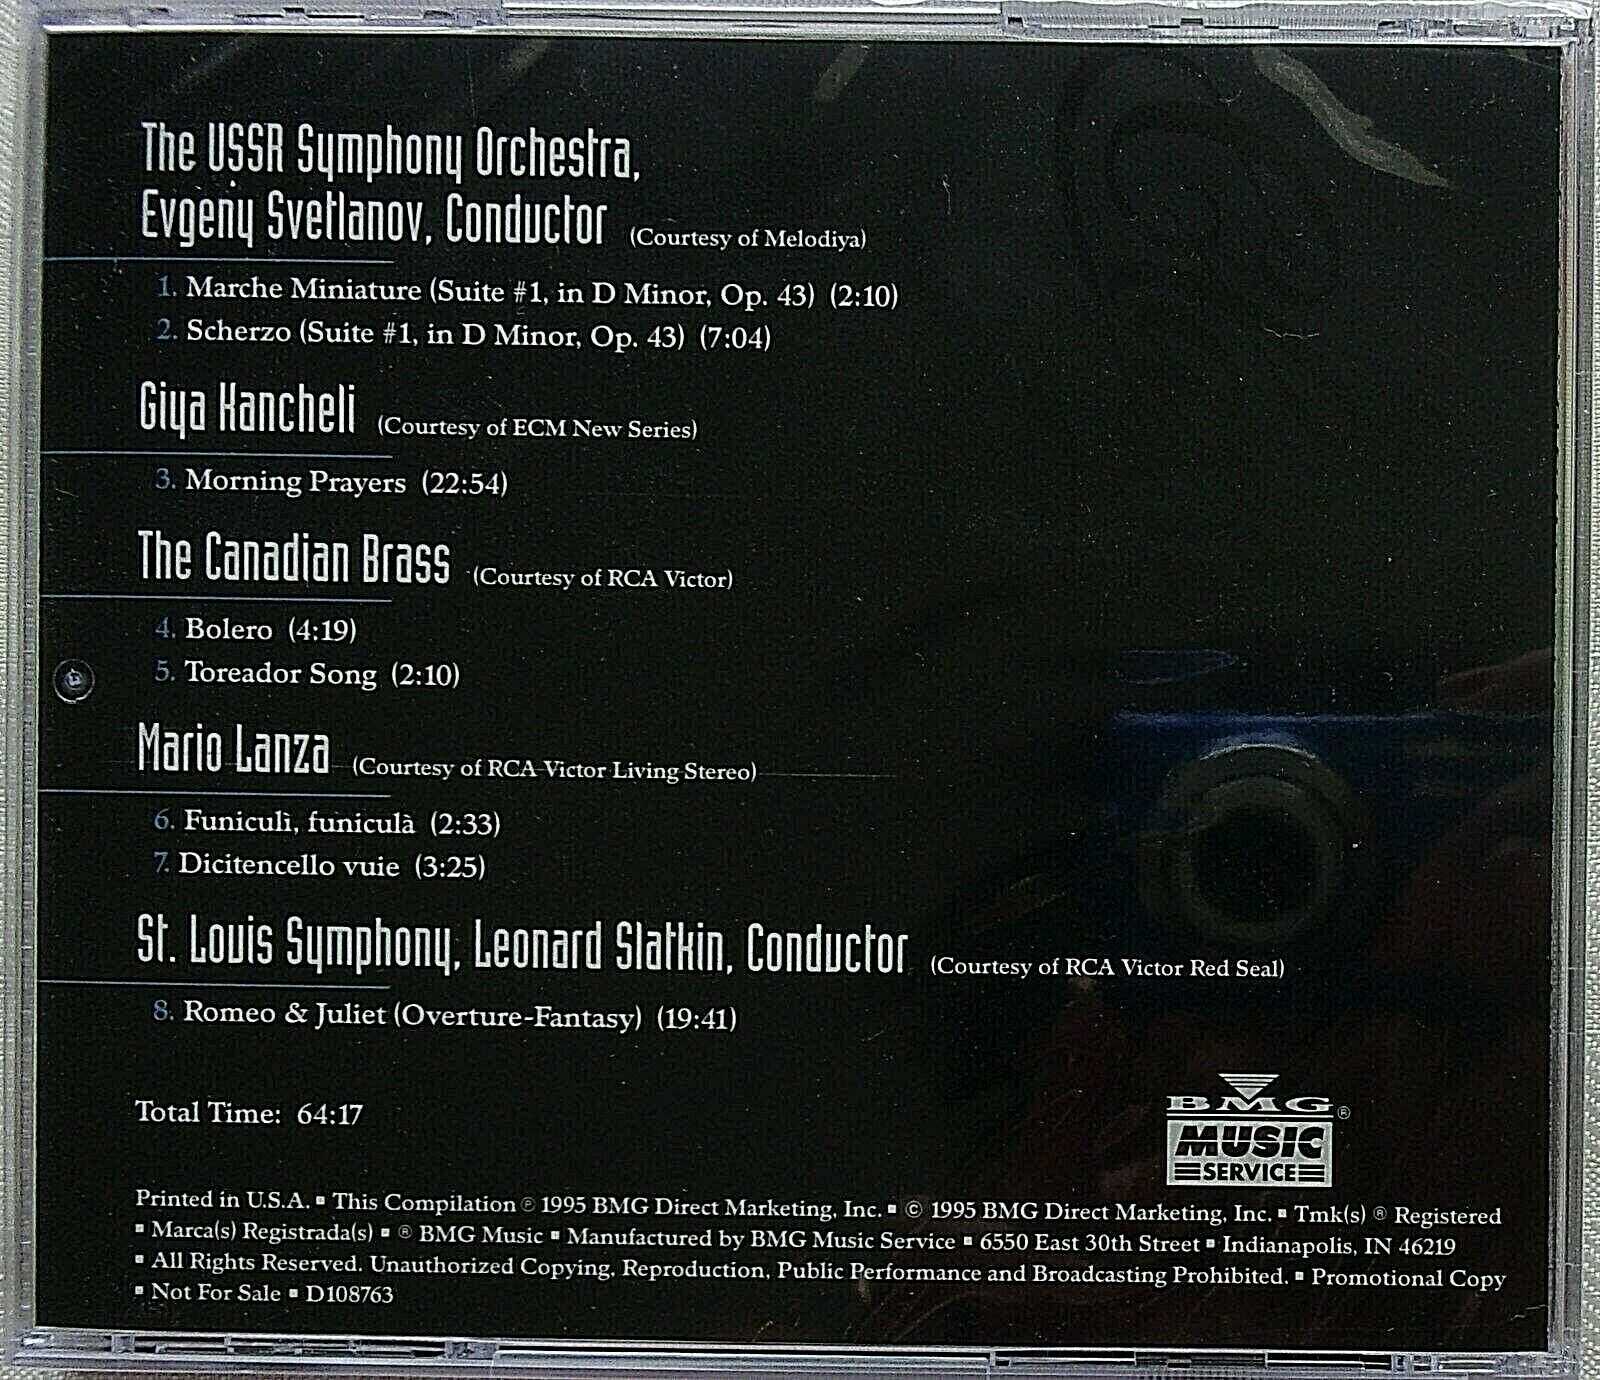 The USSR Symphony Orchestra,
Evgeny Svetlanov, Conductor (Courtesy of Melodiya)
1. Marche Miniature (Suite #1, in D Minor, Op. 43) (2:10)
2. Scherzo (Suite #1, in D Minor, Op. 43) (7:04)
Giya Kancheli (Courtesy of ECM New Series)
3. Morning Prayers (22:54)
The Canadian Brass (Courtesy of RCA Victor)
4. Bolero (4:19)
5. Toreador Song (2:10)
Mario Lanza (Courtesy of RCA Victor Living Stereo)
6. Funiculì, funiculà (2:33)
7. Dicitencello vuie (3:25)
St. Louis Symphony, Leonard Slatkin, Conductor (Courtesy of RCA Victor Red Seal)
8. Romeo & Juliet (Overture-Fantasy) (19:41)
Total Time: 64:17
BMG ®
MUSIC
SERVICE
Printed in U.S.A. ▪ This Compilation ℗ 1995 BMG Direct Marketing, Inc. ▪ © 1995 BMG Direct Marketing, Inc. ▪ Tmk(s) ® Registered
▪ Marca(s) Registrada(s) ▪ ® BMG Music ▪ Manufactured by BMG Music Service ▪ 6550 East 30th Street ▪ Indianapolis, IN 46219
▪ All Rights Reserved. Unauthorized Copying, Reproduction, Public Performance and Broadcasting Prohibited. ▪ Promotional Copy
▪ Not For Sale ▪ D108763